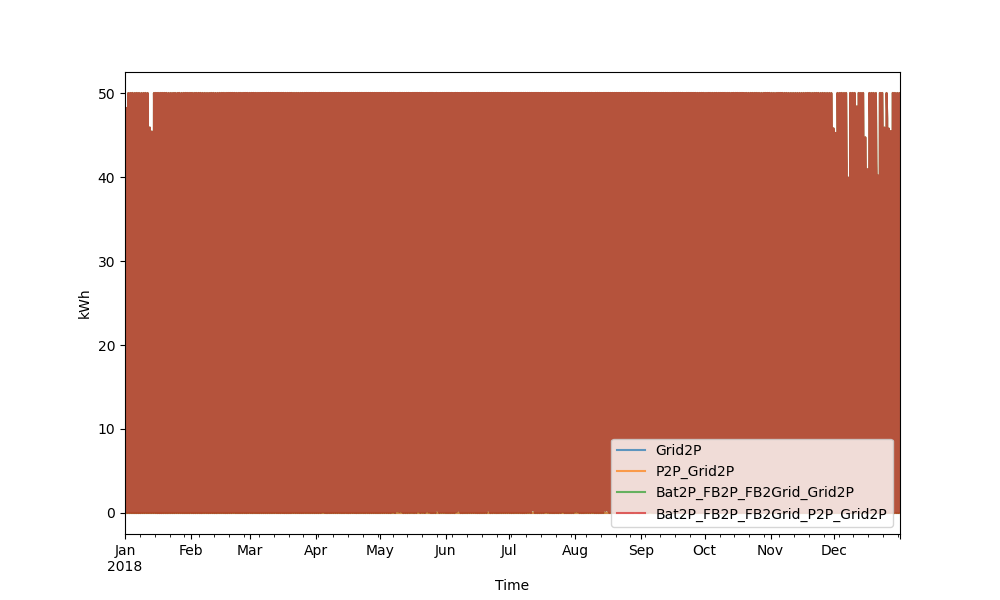 50
40
30
20
10
0
kWh
Grid2P
P2P_Grid2P
Bat2P_FB2P_FB2Grid_Grid2P
Bat2P_FB2P_FB2Grid_P2P_Grid2P
Jan Feb Mar Apr May Jun Jul Aug Sep Oct Nov Dec
2018
Time